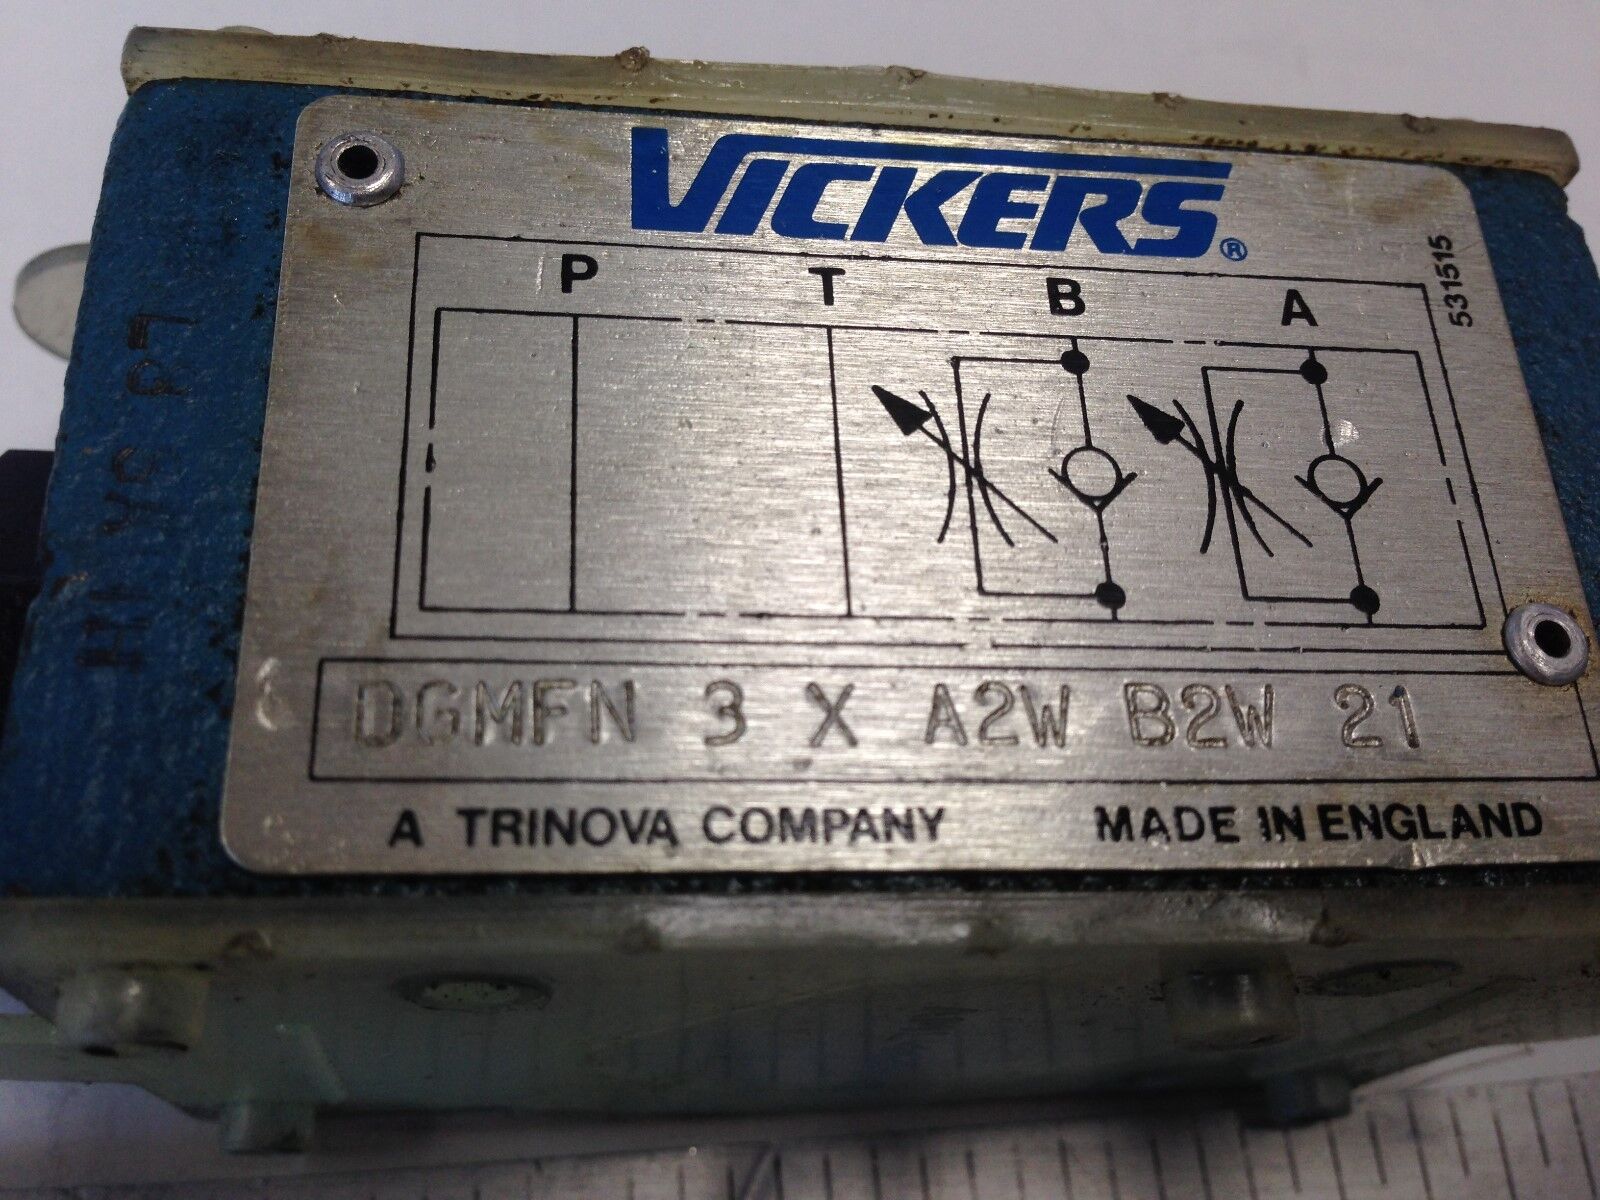 VICKERS®
P T B A
531515
DGMFN 3 X A2W B2W 21
A TRINOVA COMPANY MADE IN ENGLAND